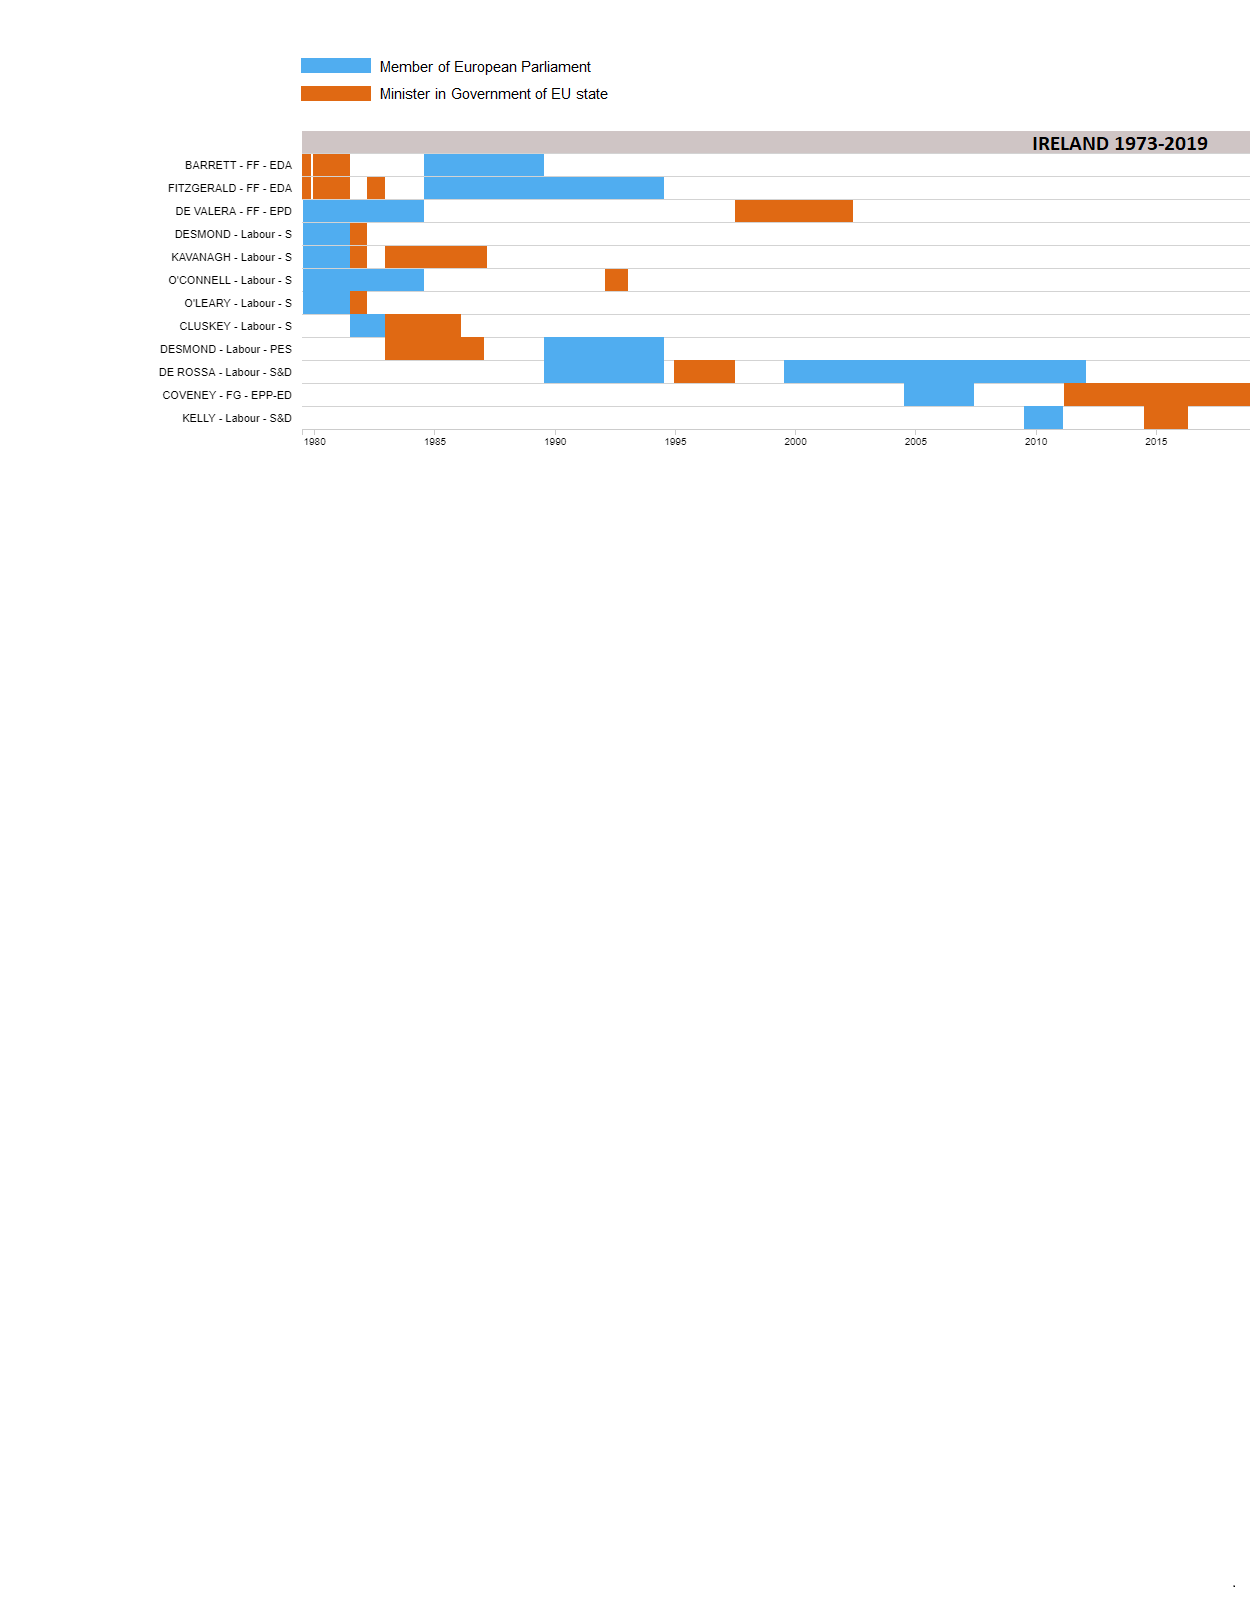 Member of European Parliament
Minister in Government of EU state
IRELAND 1973-2019
BARRETT - FF - EDA
FITZGERALD - FF - EDA
DE VALERA - FF - EPD
DESMOND - Labour - S
KAVANAGH - Labour - S
O'CONNELL - Labour - S
O'LEARY - Labour - S
CLUSKEY - Labour - S
DESMOND - Labour - PES
DE ROSSA - Labour - S&D
COVENEY - FG - EPP-ED
KELLY - Labour - S&D
1980 1985 1990 1995 2000 2005 2010 2015
.